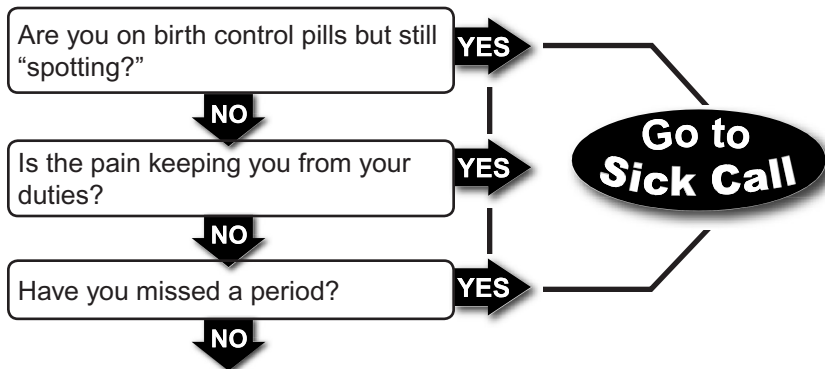 Are you on birth control pills but still
“spotting?”
YES
NO
Is the pain keeping you from your
duties?
YES
NO
Have you missed a period?
YES
NO
Go to
Sick Call